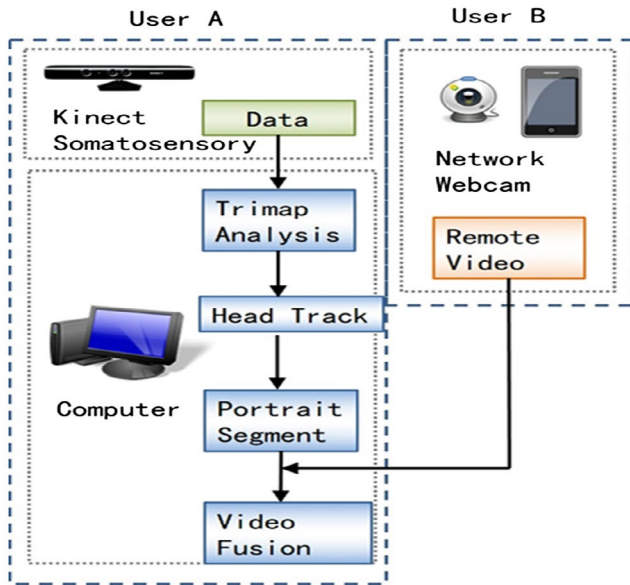 User A
User B
Kinect
Somatosensory
Data
Network
Webcam
Trimap
Analysis
Remote
Video
Head Track
Computer
Portrait
Segment
Video
Fusion